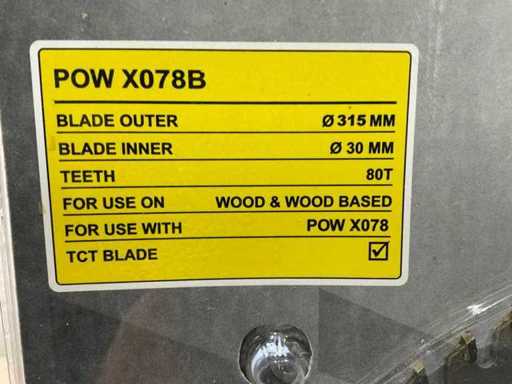 POW X078B
BLADE OUTER Ø 315 MM
BLADE INNER Ø 30 MM
TEETH 80T
FOR USE ON WOOD & WOOD BASED
FOR USE WITH POW X078
TCT BLADE ☑